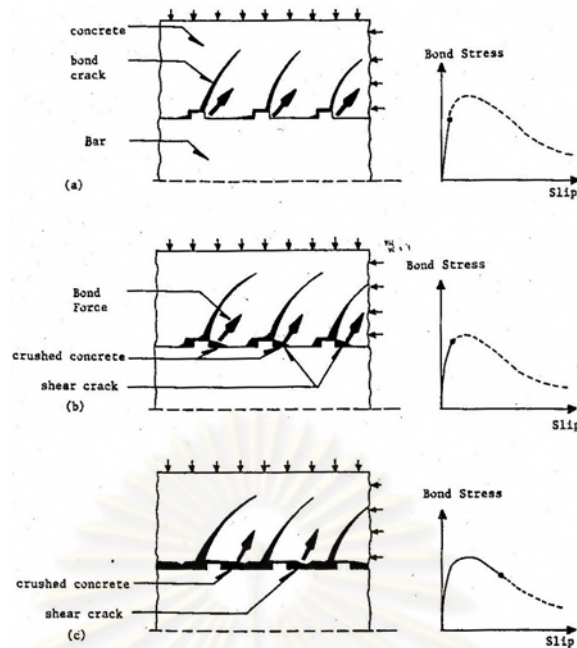 concrete
bond
crack
Bar
(a)
Bond Stress
Slip
Bond
Force
crushed concrete
shear crack
(b)
Bond Stress
Slip
crushed concrete
shear crack
(c)
Bond Stress
Slip